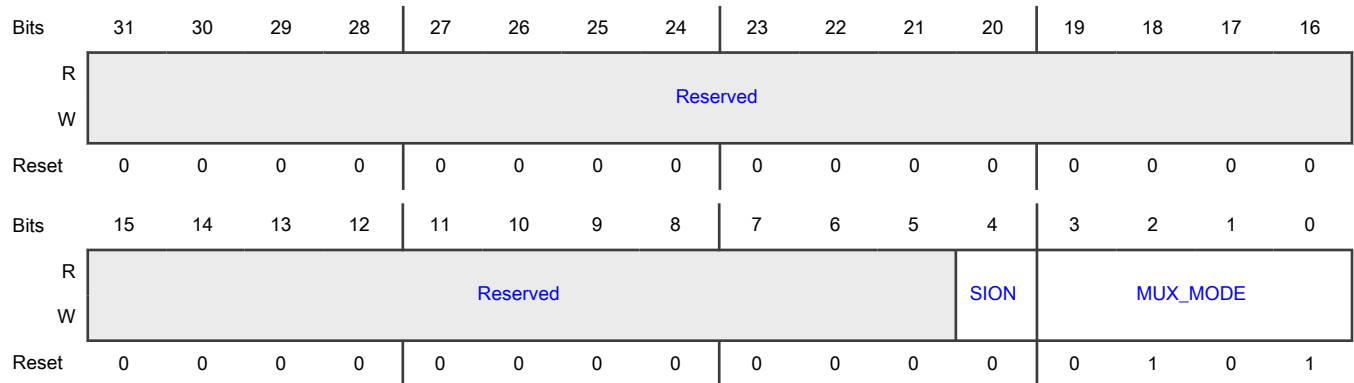 Bits 31 30 29 28 27 26 25 24 23 22 21 20 19 18 17 16
R
Reserved
W
Reset 0 0 0 0 0 0 0 0 0 0 0 0 0 0 0 0
Bits 15 14 13 12 11 10 9 8 7 6 5 4 3 2 1 0
R
Reserved SION MUX_MODE
W
Reset 0 0 0 0 0 0 0 0 0 0 0 0 0 1 0 1